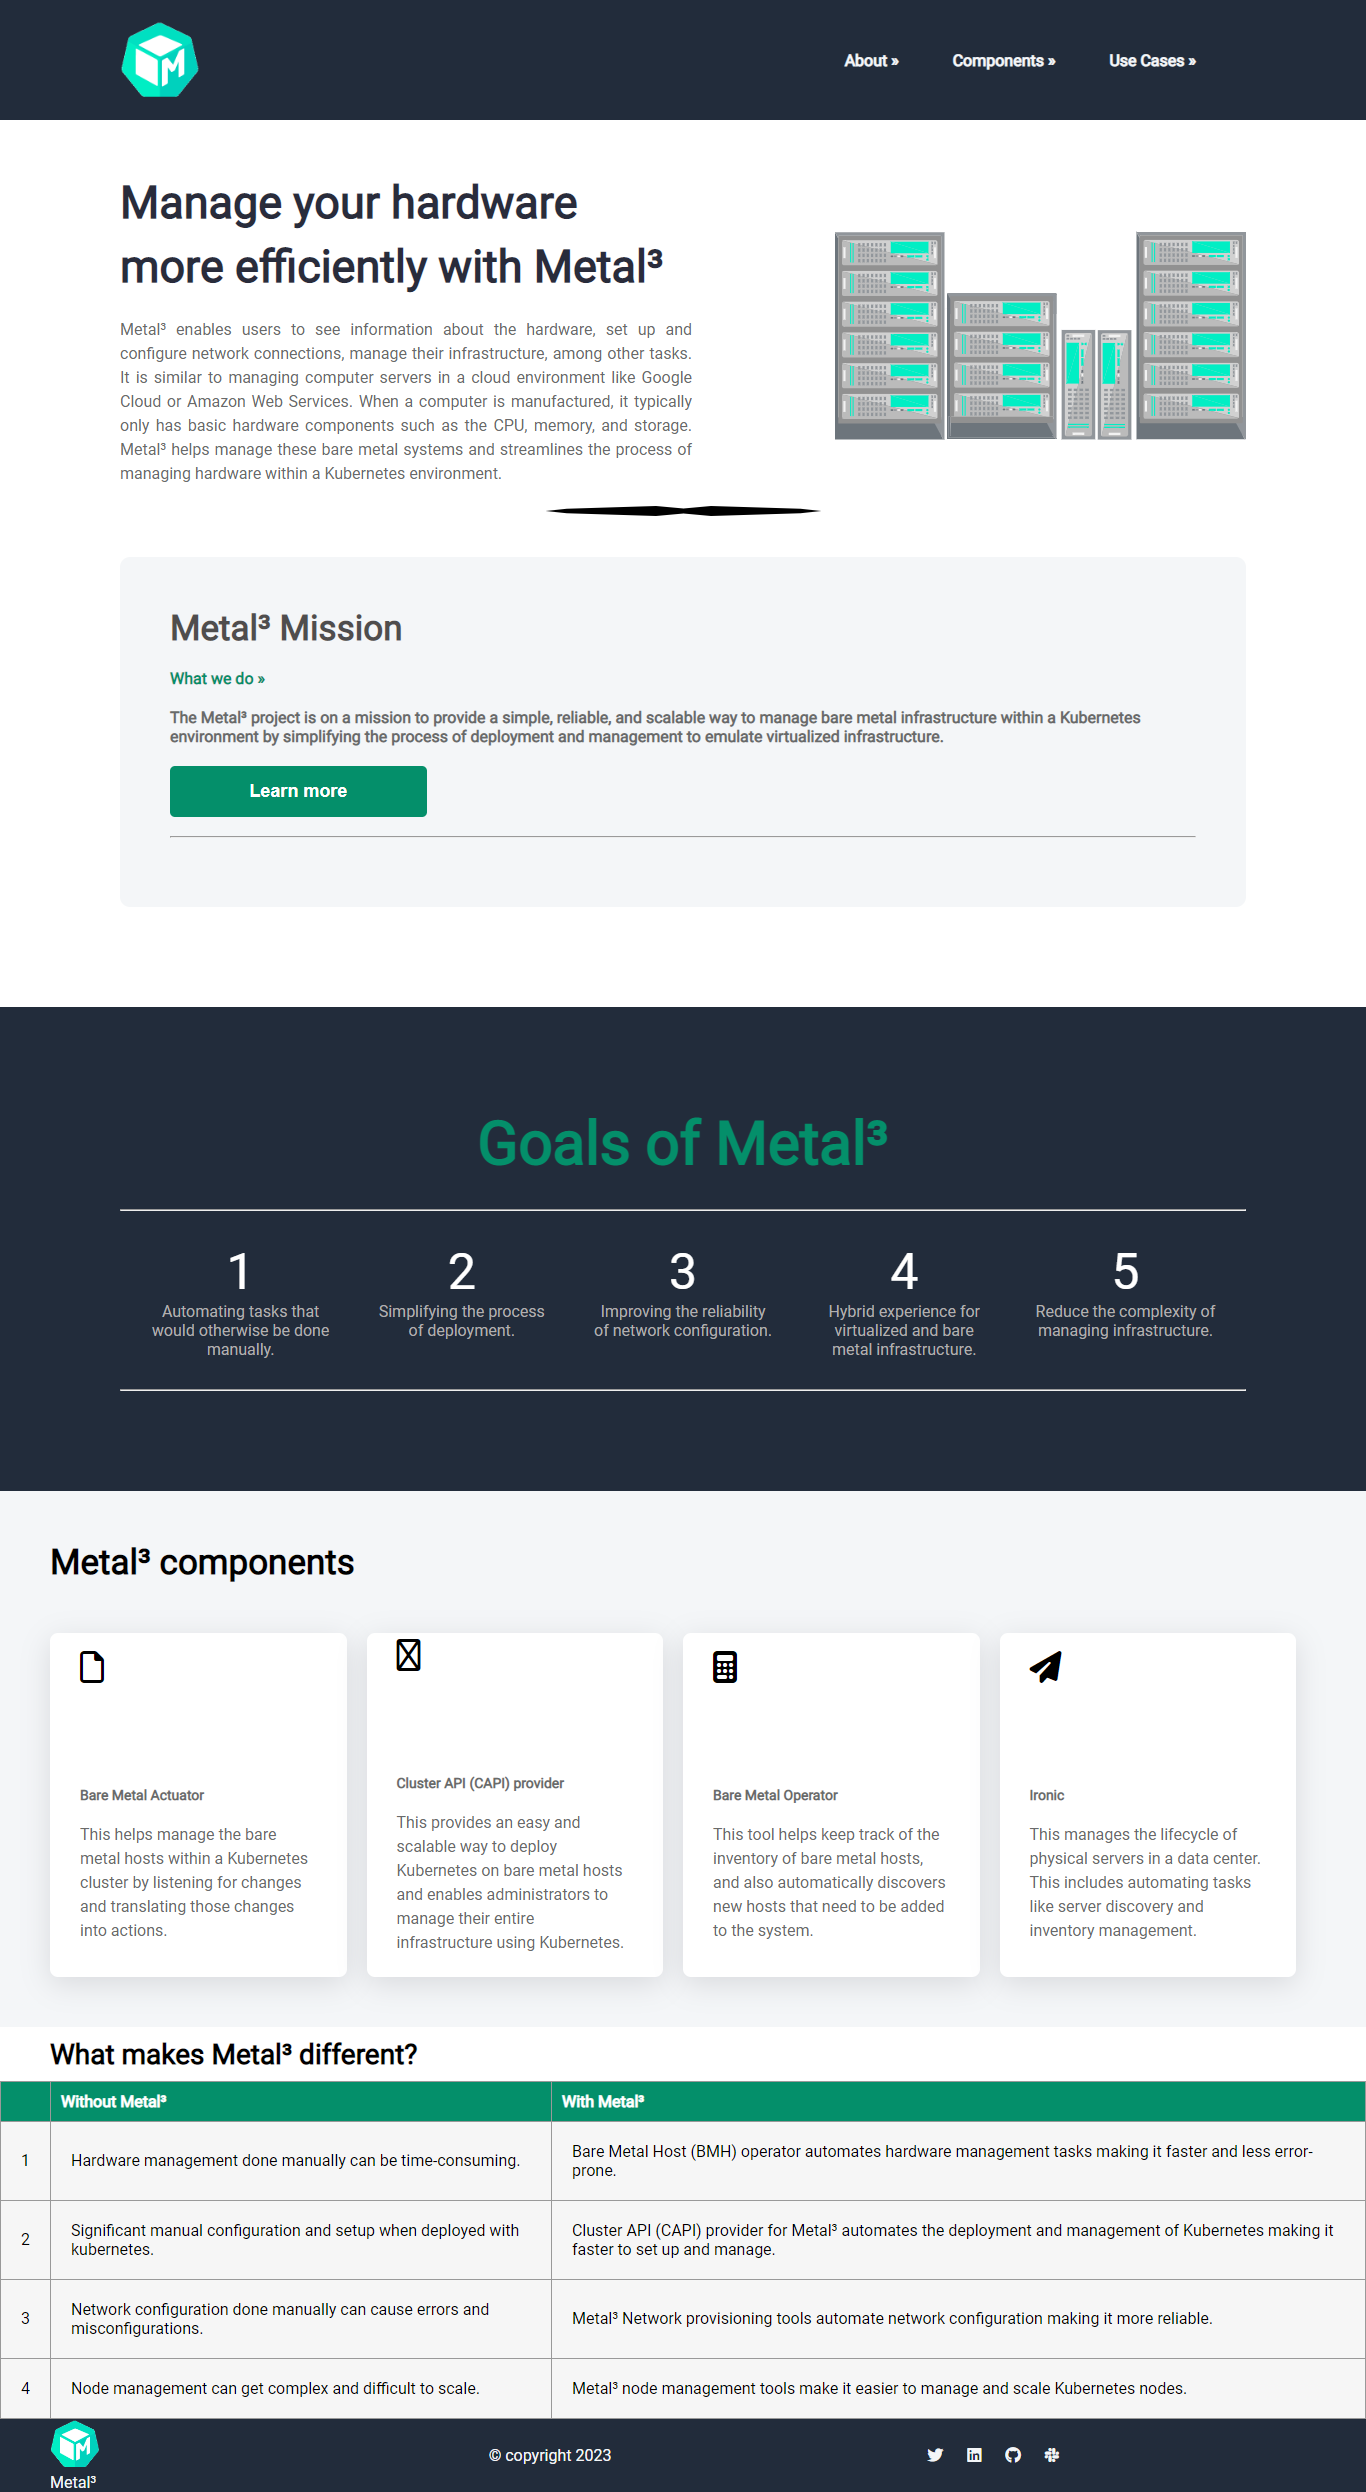 M
About »
Components »
Use Cases »
Manage your hardware
more efficiently with Metal³
Metal³ enables users to see information about the hardware, set up and
configure network connections, manage their infrastructure, among other tasks.
It is similar to managing computer servers in a cloud environment like Google
Cloud or Amazon Web Services. When a computer is manufactured, it typically
only has basic hardware components such as the CPU, memory, and storage.
Metal³ helps manage these bare metal systems and streamlines the process of
managing hardware within a Kubernetes environment.
Metal³ Mission
What we do »
The Metal³ project is on a mission to provide a simple, reliable, and scalable way to manage bare metal infrastructure within a Kubernetes
environment by simplifying the process of deployment and management to emulate virtualized infrastructure.
Learn more
Goals of Metal³
1
Automating tasks that
would otherwise be done
manually.
2
Simplifying the process
of deployment.
3
Improving the reliability
of network configuration.
4
Hybrid experience for
virtualized and bare
metal infrastructure.
5
Reduce the complexity of
managing infrastructure.
Metal³ components
Bare Metal Actuator
This helps manage the bare
metal hosts within a Kubernetes
cluster by listening for changes
and translating those changes
into actions.
Cluster API (CAPI) provider
This provides an easy and
scalable way to deploy
Kubernetes on bare metal hosts
and enables administrators to
manage their entire
infrastructure using Kubernetes.
Bare Metal Operator
This tool helps keep track of the
inventory of bare metal hosts,
and also automatically discovers
new hosts that need to be added
to the system.
Ironic
This manages the lifecycle of
physical servers in a data center.
This includes automating tasks
like server discovery and
inventory management.
What makes Metal³ different?
Without Metal³
With Metal³
1
Hardware management done manually can be time-consuming.
Bare Metal Host (BMH) operator automates hardware management tasks making it faster and less error-
prone.
2
Significant manual configuration and setup when deployed with
kubernetes.
Cluster API (CAPI) provider for Metal³ automates the deployment and management of Kubernetes making it
faster to set up and manage.
3
Network configuration done manually can cause errors and
misconfigurations.
Metal³ Network provisioning tools automate network configuration making it more reliable.
4
Node management can get complex and difficult to scale.
Metal³ node management tools make it easier to manage and scale Kubernetes nodes.
M
Metal³
© copyright 2023